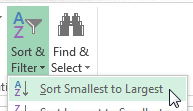 Sort & Find &
Filter Select
Sort Smallest to Largest